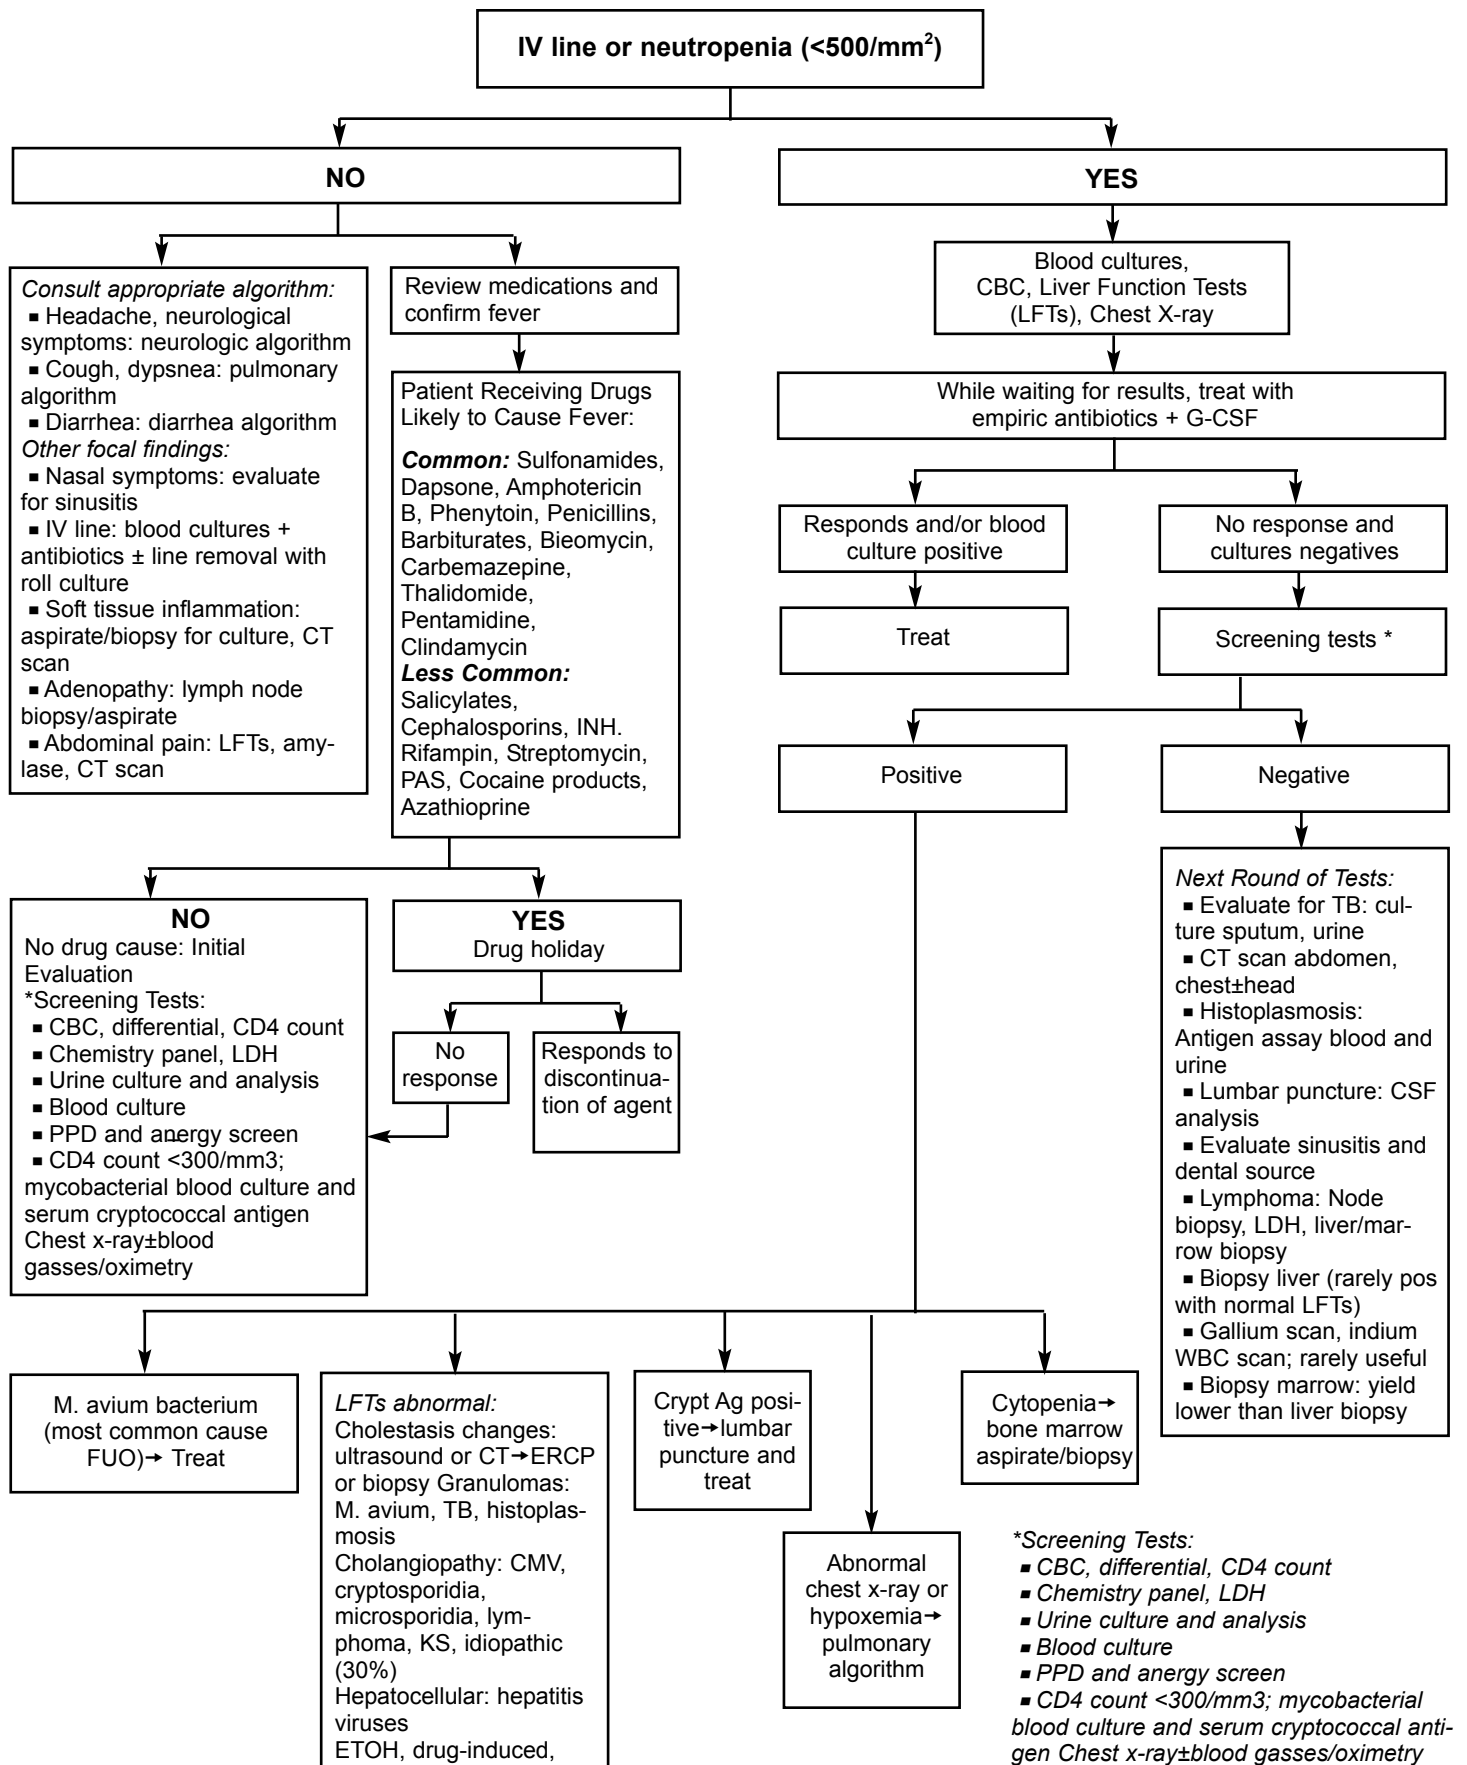 IV line or neutropenia (<500/mm²)
NO
YES
Consult appropriate algorithm:
▪ Headache, neurological
symptoms: neurologic algorithm
▪ Cough, dypsnea: pulmonary
algorithm
▪ Diarrhea: diarrhea algorithm
Other focal findings:
▪ Nasal symptoms: evaluate
for sinusitis
▪ IV line: blood cultures +
antibiotics ± line removal with
roll culture
▪ Soft tissue inflammation:
aspirate/biopsy for culture, CT
scan
▪ Adenopathy: lymph node
biopsy/aspirate
▪ Abdominal pain: LFTs, amy-
lase, CT scan
Review medications and
confirm fever
Patient Receiving Drugs
Likely to Cause Fever:
Common: Sulfonamides,
Dapsone, Amphotericin
B, Phenytoin, Penicillins,
Barbiturates, Bieomycin,
Carbemazepine,
Thalidomide,
Pentamidine,
Clindamycin
Less Common:
Salicylates,
Cephalosporins, INH.
Rifampin, Streptomycin,
PAS, Cocaine products,
Azathioprine
Blood cultures,
CBC, Liver Function Tests
(LFTs), Chest X-ray
While waiting for results, treat with
empiric antibiotics + G-CSF
Responds and/or blood
culture positive
No response and
cultures negatives
Treat
Screening tests *
Positive
Negative
NO
No drug cause: Initial
Evaluation
*Screening Tests:
▪ CBC, differential, CD4 count
▪ Chemistry panel, LDH
▪ Urine culture and analysis
▪ Blood culture
▪ PPD and anergy screen
▪ CD4 count <300/mm3;
mycobacterial blood culture and
serum cryptococcal antigen
Chest x-ray±blood
gasses/oximetry
YES
Drug holiday
No
response
Responds to
discontinua-
tion of agent
Next Round of Tests:
▪ Evaluate for TB: cul-
ture sputum, urine
▪ CT scan abdomen,
chest±head
▪ Histoplasmosis:
Antigen assay blood and
urine
▪ Lumbar puncture: CSF
analysis
▪ Evaluate sinusitis and
dental source
▪ Lymphoma: Node
biopsy, LDH, liver/mar-
row biopsy
▪ Biopsy liver (rarely pos
with normal LFTs)
▪ Gallium scan, indium
WBC scan; rarely useful
▪ Biopsy marrow: yield
lower than liver biopsy
M. avium bacterium
(most common cause
FUO)→ Treat
LFTs abnormal:
Cholestasis changes:
ultrasound or CT→ERCP
or biopsy Granulomas:
M. avium, TB, histoplas-
mosis
Cholangiopathy: CMV,
cryptosporidia,
microsporidia, lym-
phoma, KS, idiopathic
(30%)
Hepatocellular: hepatitis
viruses
ETOH, drug-induced,
Crypt Ag posi-
tive→lumbar
puncture and
treat
Abnormal
chest x-ray or
hypoxemia→
pulmonary
algorithm
Cytopenia→
bone marrow
aspirate/biopsy
*Screening Tests:
▪ CBC, differential, CD4 count
▪ Chemistry panel, LDH
▪ Urine culture and analysis
▪ Blood culture
▪ PPD and anergy screen
▪ CD4 count <300/mm3; mycobacterial
blood culture and serum cryptococcal anti-
gen Chest x-ray±blood gasses/oximetry